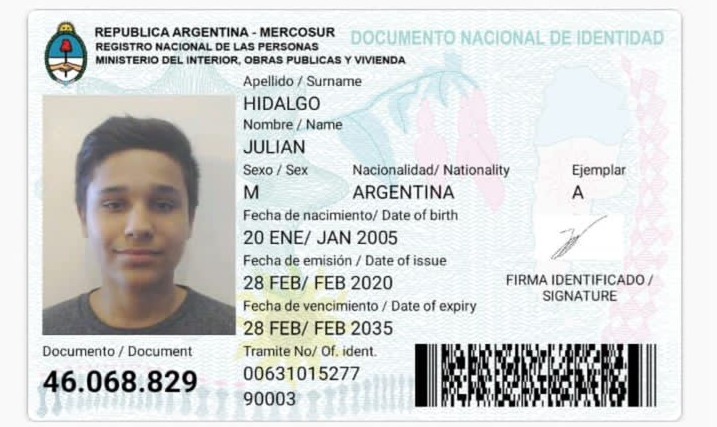 REPUBLICA ARGENTINA - MERCOSUR
REGISTRO NACIONAL DE LAS PERSONAS
MINISTERIO DEL INTERIOR, OBRAS PUBLICAS Y VIVIENDA
DOCUMENTO NACIONAL DE IDENTIDAD
Apellido / Surname
HIDALGO
Nombre / Name
JULIAN
Sexo / Sex Nacionalidad/ Nationality Ejemplar
M ARGENTINA A
Fecha de nacimiento/ Date of birth
20 ENE/ JAN 2005
Fecha de emisión / Date of issue
28 FEB/ FEB 2020
FIRMA IDENTIFICADO /
SIGNATURE
Fecha de vencimiento / Date of expiry
28 FEB/ FEB 2035
Documento / Document
46.068.829
Tramite No/ Of. ident.
00631015277
90003